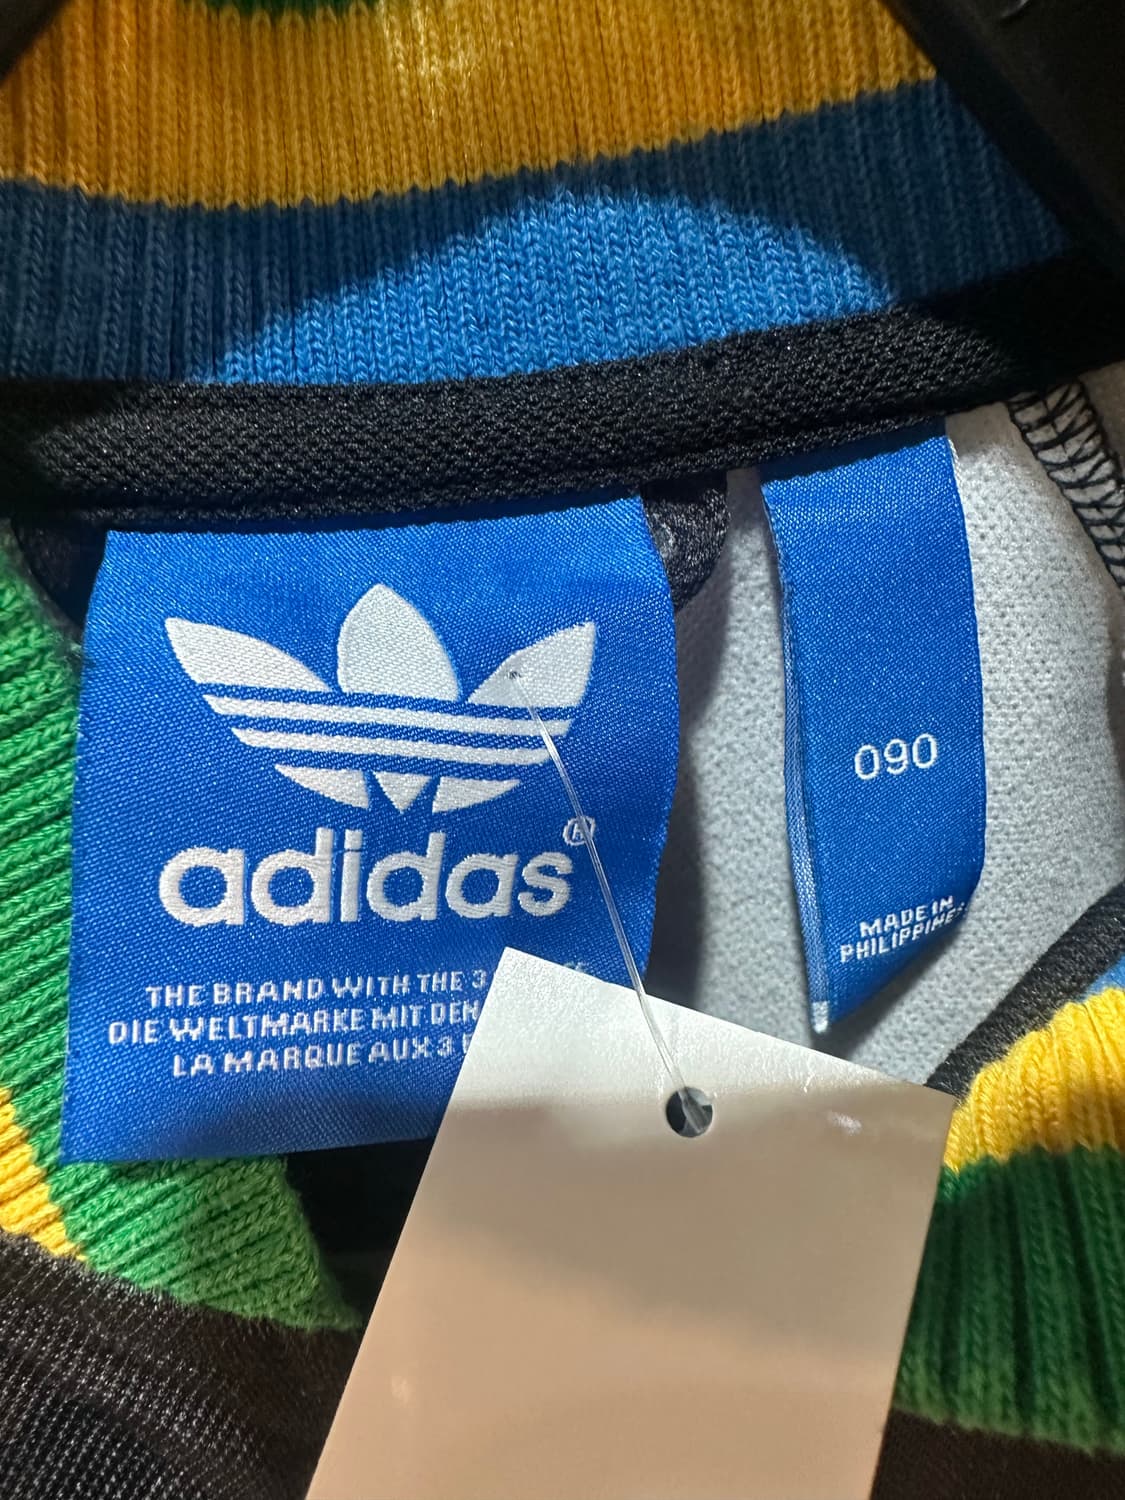 adidas®
THE BRAND WITH THE 3
DIE WELTMARKE MIT DEN
LA MARQUE AUX 3
090
MADE IN
PHILIPPINES